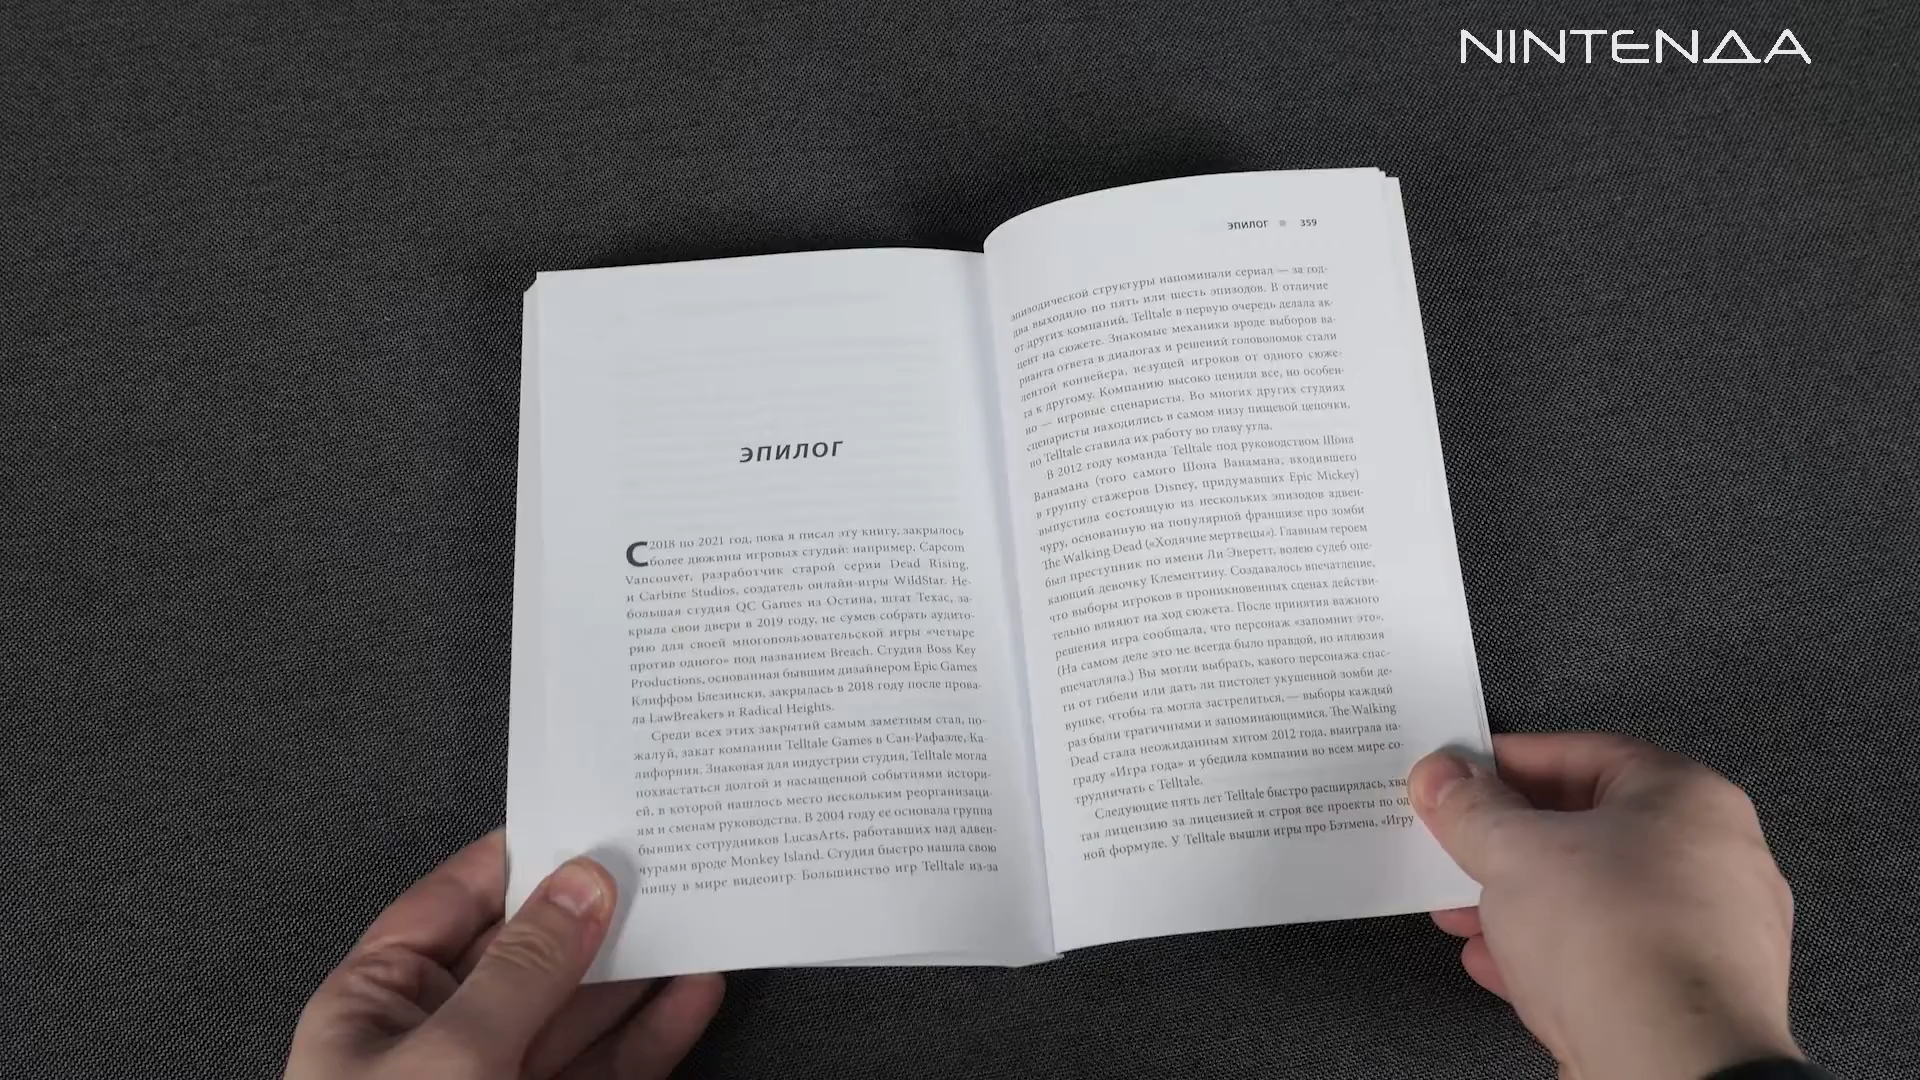 NINTENДА
ЭПИЛОГ
С 2018 по 2021 год, пока я писал эту книгу, закрылось
более дюжины игровых студий: например, Capcom
Vancouver, разработчик старой серии Dead Rising,
и Carbine Studios, создатель онлайн-игры WildStar. Не-
большая студия QC Games из Остина, штат Техас, за-
крыла свои двери в 2019 году, не сумев собрать аудито-
рию для своей многопользовательской игры «четыре
против одного» под названием Breach. Студия Boss Key
Productions, основанная бывшим дизайнером Epic Games
Клиффом Блезински, закрылась в 2018 году после прова-
ла LawBreakers и Radical Heights.
Среди всех этих закрытий самым заметным стал, по-
жалуй, закат компании Telltale Games в Сан-Рафаэле, Ка-
лифорния. Знаковая для индустрии студия, Telltale могла
похвастаться долгой и насыщенной событиями истори-
ей, в которой нашлось место нескольким реорганизаци-
ям и сменам руководства. В 2004 году ее основала группа
бывших сотрудников LucasArts, работавших над адвен-
чурами вроде Monkey Island. Студия быстро нашла свою
нишу в мире видеоигр. Большинство игр Telltale из-за
ЭПИЛОГ 359
эпизодической структуры напоминали сериал — за год-
два выходило по пять или шесть эпизодов. В отличие
от других компаний, Telltale в первую очередь делала ак-
цент на сюжете. Знакомые механики вроде выборов ва-
рианта ответа в диалогах и решений головоломок стали
лентой конвейера, везущей игроков от одного сюже-
та к другому. Компанию высоко ценили все, но особен-
но — игровые сценаристы. Во многих других студиях
сценаристы находились в самом низу пищевой цепочки,
но Telltale ставила их работу во главу угла.
В 2012 году команда Telltale под руководством Шона
Ванамана (того самого Шона Ванамана, входившего
в группу стажеров Disney, придумавших Epic Mickey)
выпустила состоящую из нескольких эпизодов адвен-
чуру, основанную на популярной франшизе про зомби
The Walking Dead («Ходячие мертвецы»). Главным героем
был преступник по имени Ли Эверетт, волею судеб опе-
кающий девочку Клементину. Создавалось впечатление,
что выборы игроков в проникновенных сценах действи-
тельно влияют на ход сюжета. После принятия важного
решения игра сообщала, что персонаж «запомнит это».
(На самом деле это не всегда было правдой, но иллюзия
впечатляла.) Вы могли выбрать, какого персонажа спас-
ти от гибели или дать ли пистолет укушенной зомби де-
вушке, чтобы та могла застрелиться, — выборы каждый
раз были трагичными и запоминающимися. The Walking
Dead стала неожиданным хитом 2012 года, выиграла на-
граду «Игра года» и убедила компании во всем мире со-
трудничать с Telltale.
Следующие пять лет Telltale быстро расширялась, хва
тая лицензию за лицензией и строя все проекты по од
ной формуле. У Telltale вышли игры про Бэтмена, «Игру